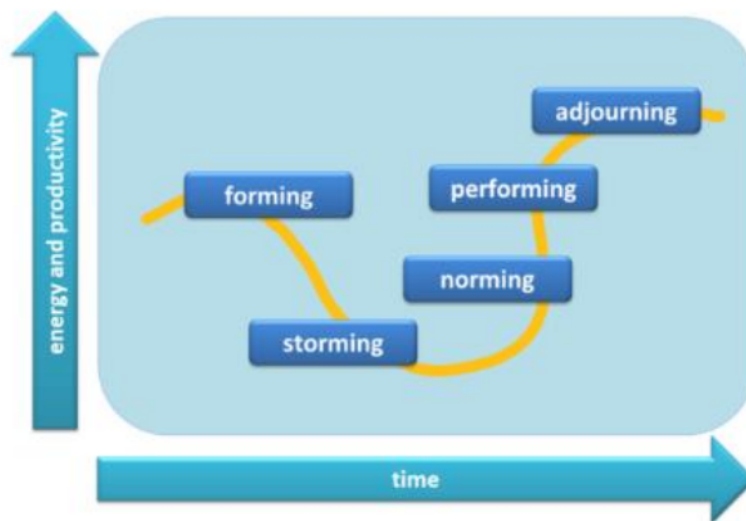 energy and productivity
adjourning
forming
performing
norming
storming
time